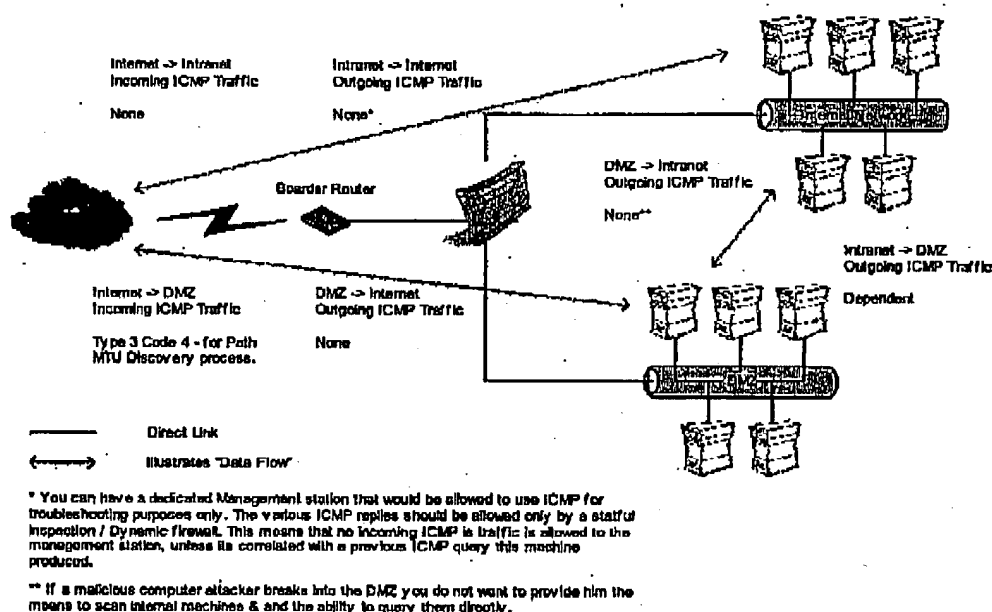 Internet -> Intranet
Incoming ICMP Traffic
None
Intranet -> Internet
Outgoing ICMP Traffic
None*
Internal Network
Boarder Router
DMZ -> Intranet
Outgoing ICMP Traffic
None**
Intranet -> DMZ
Outgoing ICMP Traffic
Dependent
Internet -> DMZ
Incoming ICMP Traffic
Type 3 Code 4 - for Path
MTU Discovery process.
DMZ -> Internet
Outgoing ICMP Traffic
None
DMZ
Direct Link
Illustrates "Data Flow"
* You can have a dedicated Management station that would be allowed to use ICMP for
troubleshooting purposes only. The various ICMP replies should be allowed only by a statful
Inspection / Dynamic firewall. This means that no incoming ICMP is traffic is allowed to the
management station, unless its correlated with a previous ICMP query this machine
produced.
** If a malicious computer attacker breaks into the DMZ you do not want to provide him the
means to scan internal machines & and the ability to query them directly.